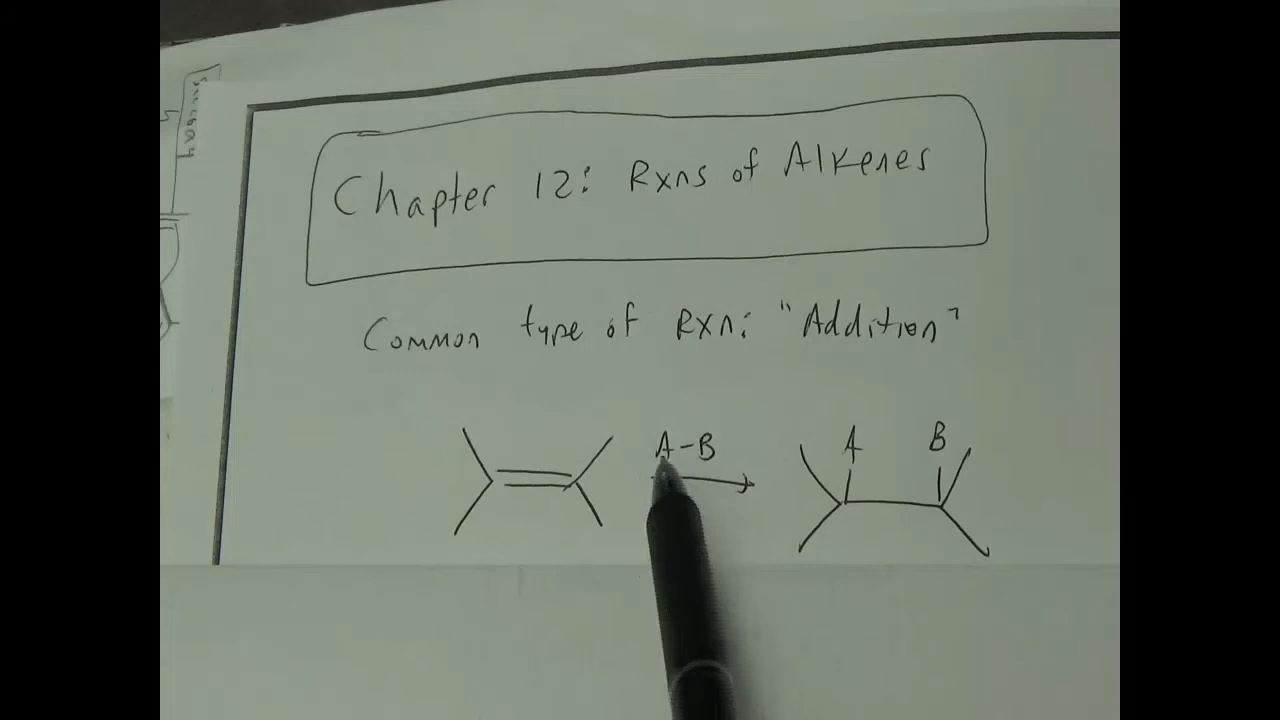 Chapter 12: Rxns of Alkenes
Common type of Rxn: "Addition"
A-B
A B